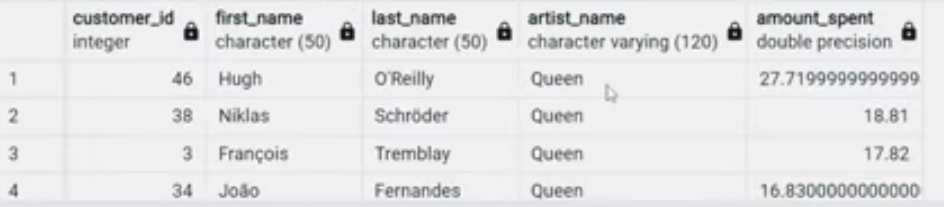 customer_id first_name last_name artist_name amount_spent
integer character (50) character (50) character varying (120) double precision
1 46 Hugh O'Reilly Queen 27.7199999999999
2 38 Niklas Schröder Queen 18.81
3 3 François Tremblay Queen 17.82
4 34 João Fernandes Queen 16.8300000000000